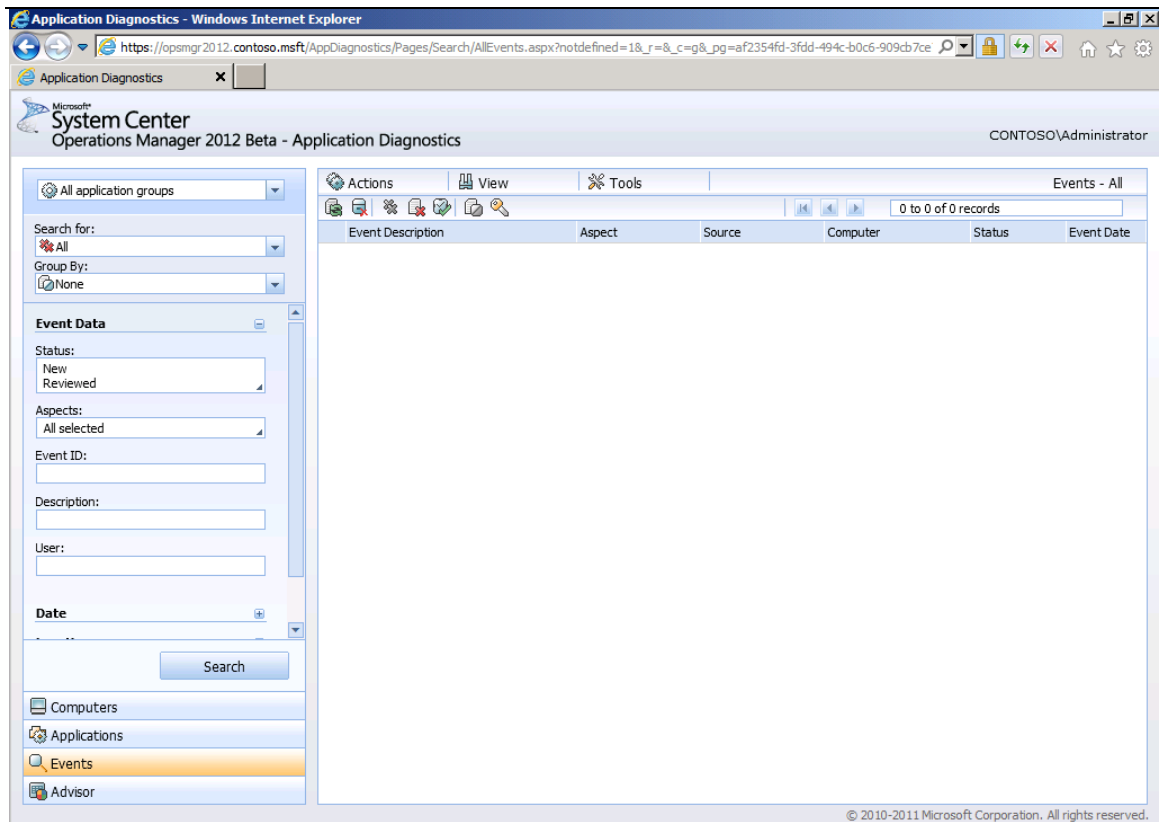 Application Diagnostics - Windows Internet Explorer
https://opsmgr2012.contoso.msft/AppDiagnostics/Pages/Search/AllEvents.aspx?notdefined=1&_r=&_c=g&_pg=af2354fd-3fdd-494c-b0c6-909cb7ce
Application Diagnostics
Microsoft
System Center
Operations Manager 2012 Beta - Application Diagnostics
CONTOSO\Administrator
All application groups
Search for:
All
Group By:
None
Event Data
Status:
New
Reviewed
Aspects:
All selected
Event ID:
Description:
User:
Date
Search
Computers
Applications
Events
Advisor
Actions View Tools Events - All
0 to 0 of 0 records
Event Description Aspect Source Computer Status Event Date
© 2010-2011 Microsoft Corporation. All rights reserved.